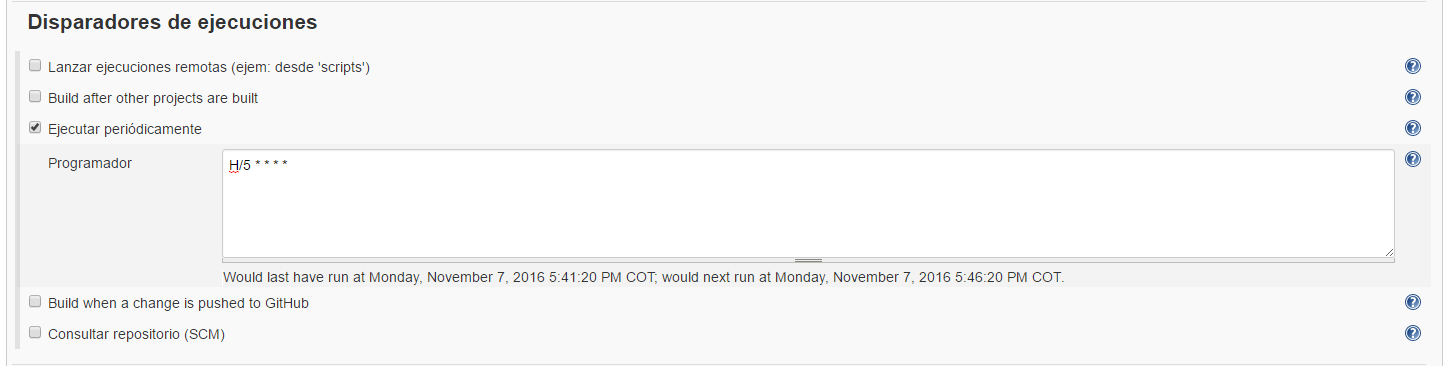 Disparadores de ejecuciones
Lanzar ejecuciones remotas (ejem: desde 'scripts')
Build after other projects are built
Ejecutar periódicamente
Programador
H/5 * * * *
Would last have run at Monday, November 7, 2016 5:41:20 PM COT; would next run at Monday, November 7, 2016 5:46:20 PM COT.
Build when a change is pushed to GitHub
Consultar repositorio (SCM)